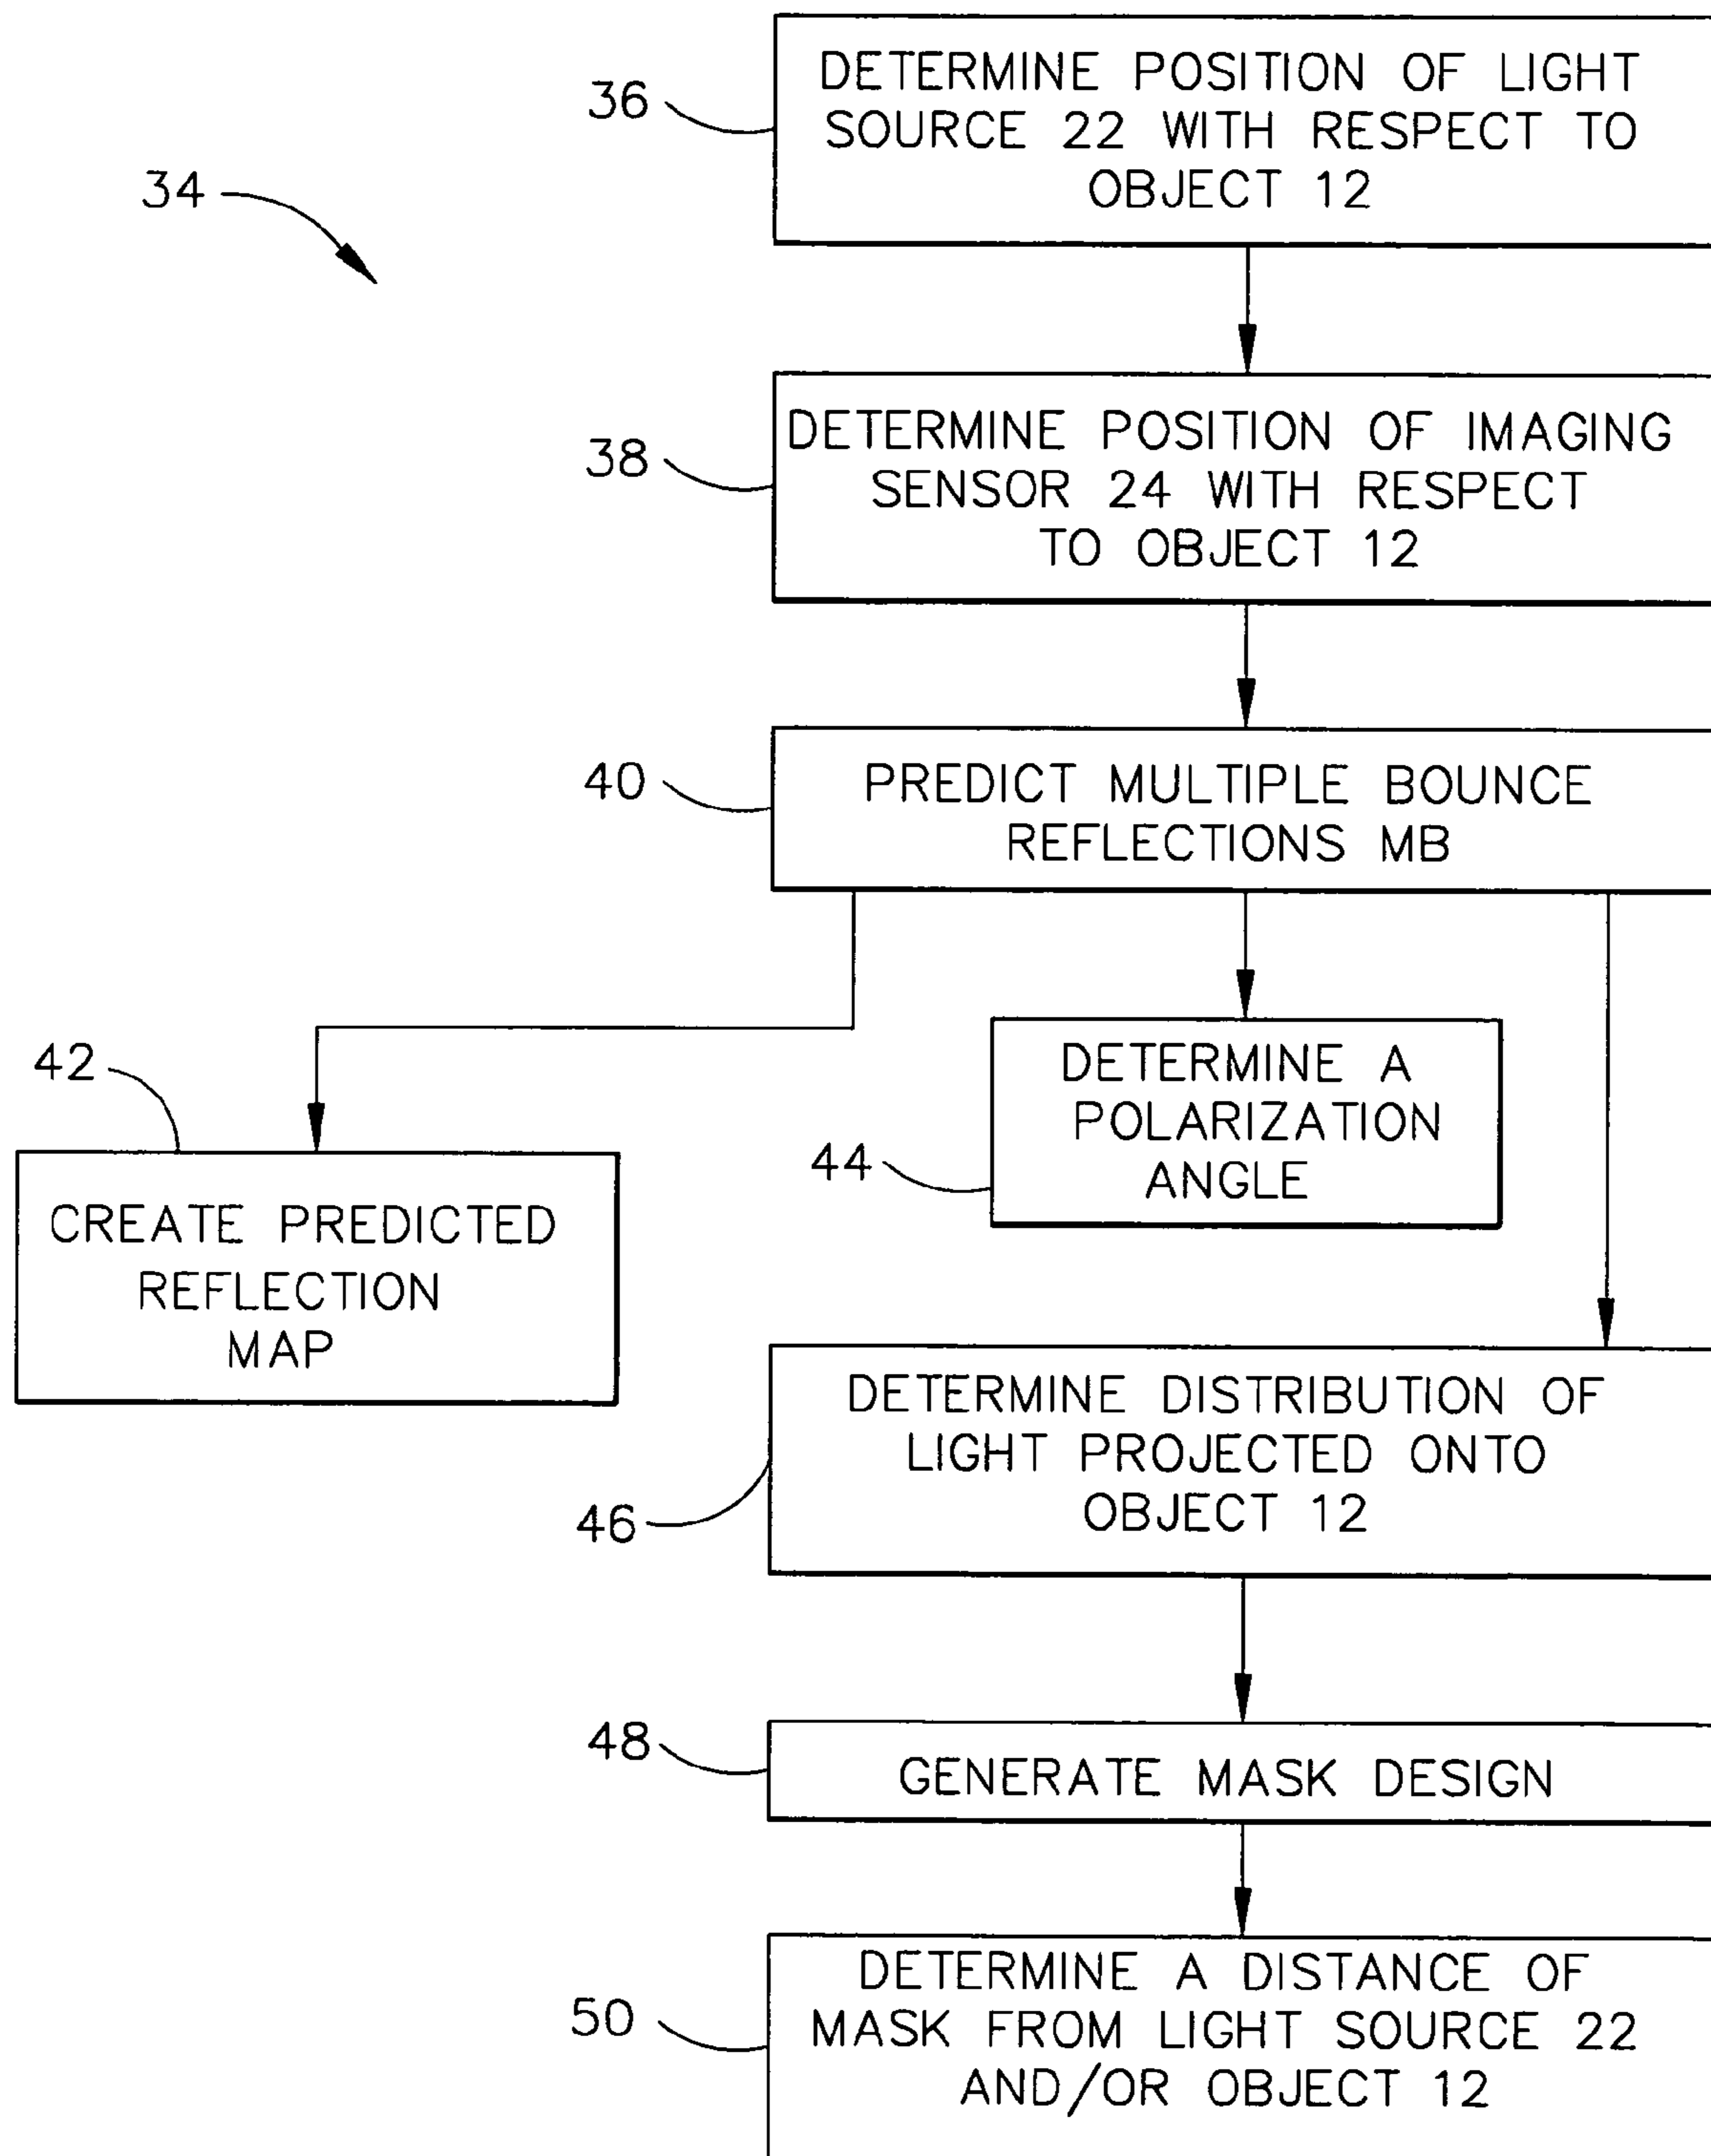 36
DETERMINE POSITION OF LIGHT
SOURCE 22 WITH RESPECT TO
OBJECT 12
34
38
DETERMINE POSITION OF IMAGING
SENSOR 24 WITH RESPECT
TO OBJECT 12
40
PREDICT MULTIPLE BOUNCE
REFLECTIONS MB
42
CREATE PREDICTED
REFLECTION
MAP
44
DETERMINE A
POLARIZATION
ANGLE
46
DETERMINE DISTRIBUTION OF
LIGHT PROJECTED ONTO
OBJECT 12
48
GENERATE MASK DESIGN
50
DETERMINE A DISTANCE OF
MASK FROM LIGHT SOURCE 22
AND/OR OBJECT 12